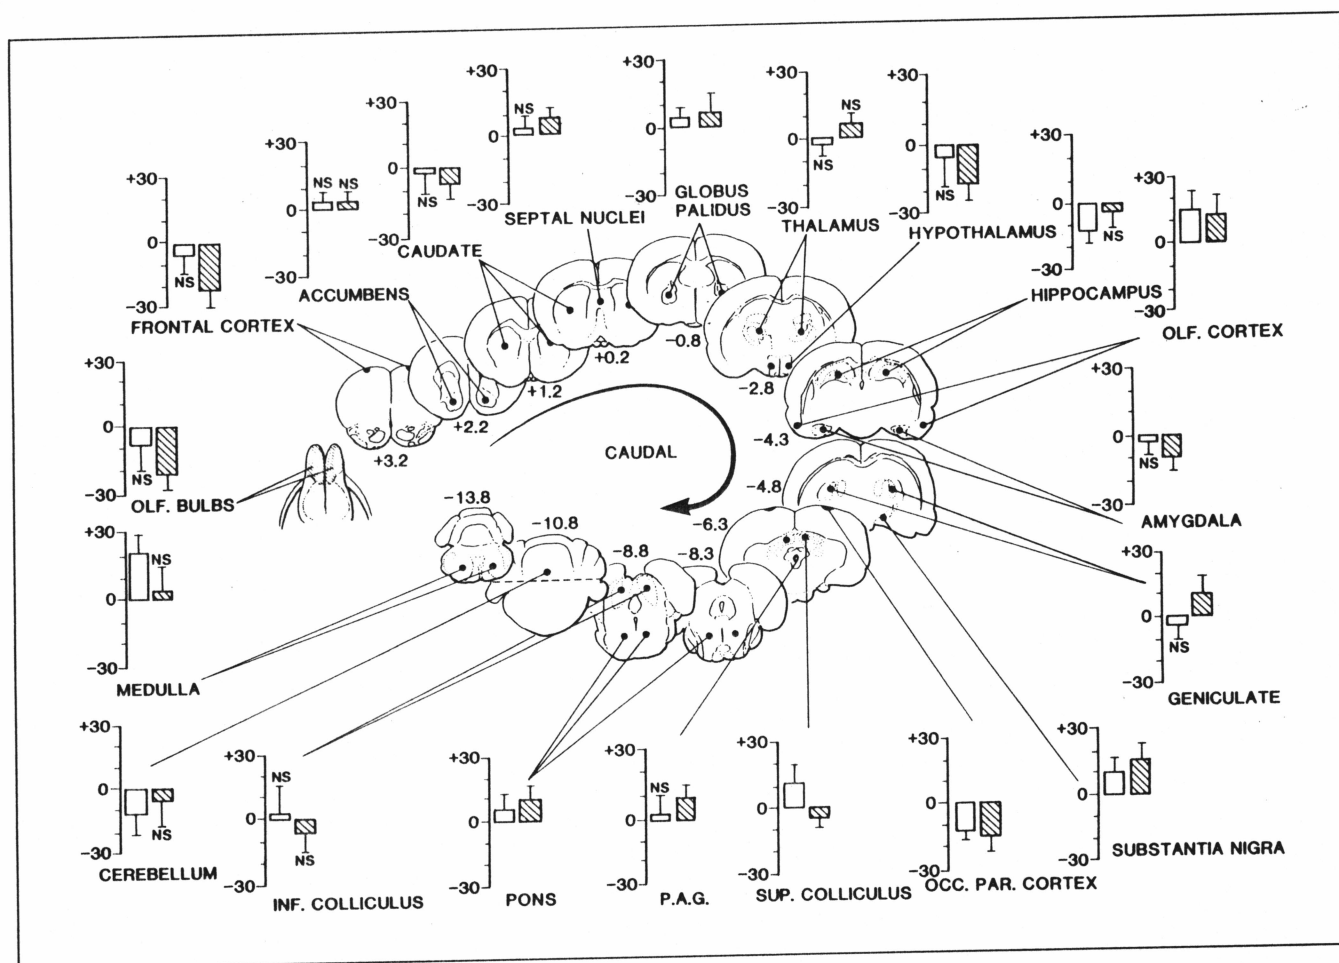 +30
0
-30
NS
FRONTAL CORTEX
+30
0
-30
NS
NS
ACCUMBENS
+30
0
-30
NS
CAUDATE
+30
0
-30
NS
SEPTAL NUCLEI
+30
0
-30
GLOBUS
PALIDUS
+30
0
-30
NS
NS
THALAMUS
+30
0
-30
NS
HYPOTHALAMUS
+30
0
-30
NS
HIPPOCAMPUS
+30
0
-30
OLF. CORTEX
+30
0
-30
NS
OLF. BULBS
+30
0
-30
NS
AMYGDALA
+3.2
+2.2
+1.2
+0.2
-0.8
-2.8
-4.3
-4.8
-6.3
-8.3
-8.8
-10.8
-13.8
CAUDAL
+30
0
-30
NS
MEDULLA
+30
0
-30
NS
GENICULATE
+30
0
-30
NS
CEREBELLUM
+30
0
-30
NS
NS
INF. COLLICULUS
+30
0
-30
PONS
+30
0
-30
NS
P.A.G.
+30
0
-30
SUP. COLLICULUS
+30
0
-30
OCC. PAR. CORTEX
+30
0
-30
SUBSTANTIA NIGRA